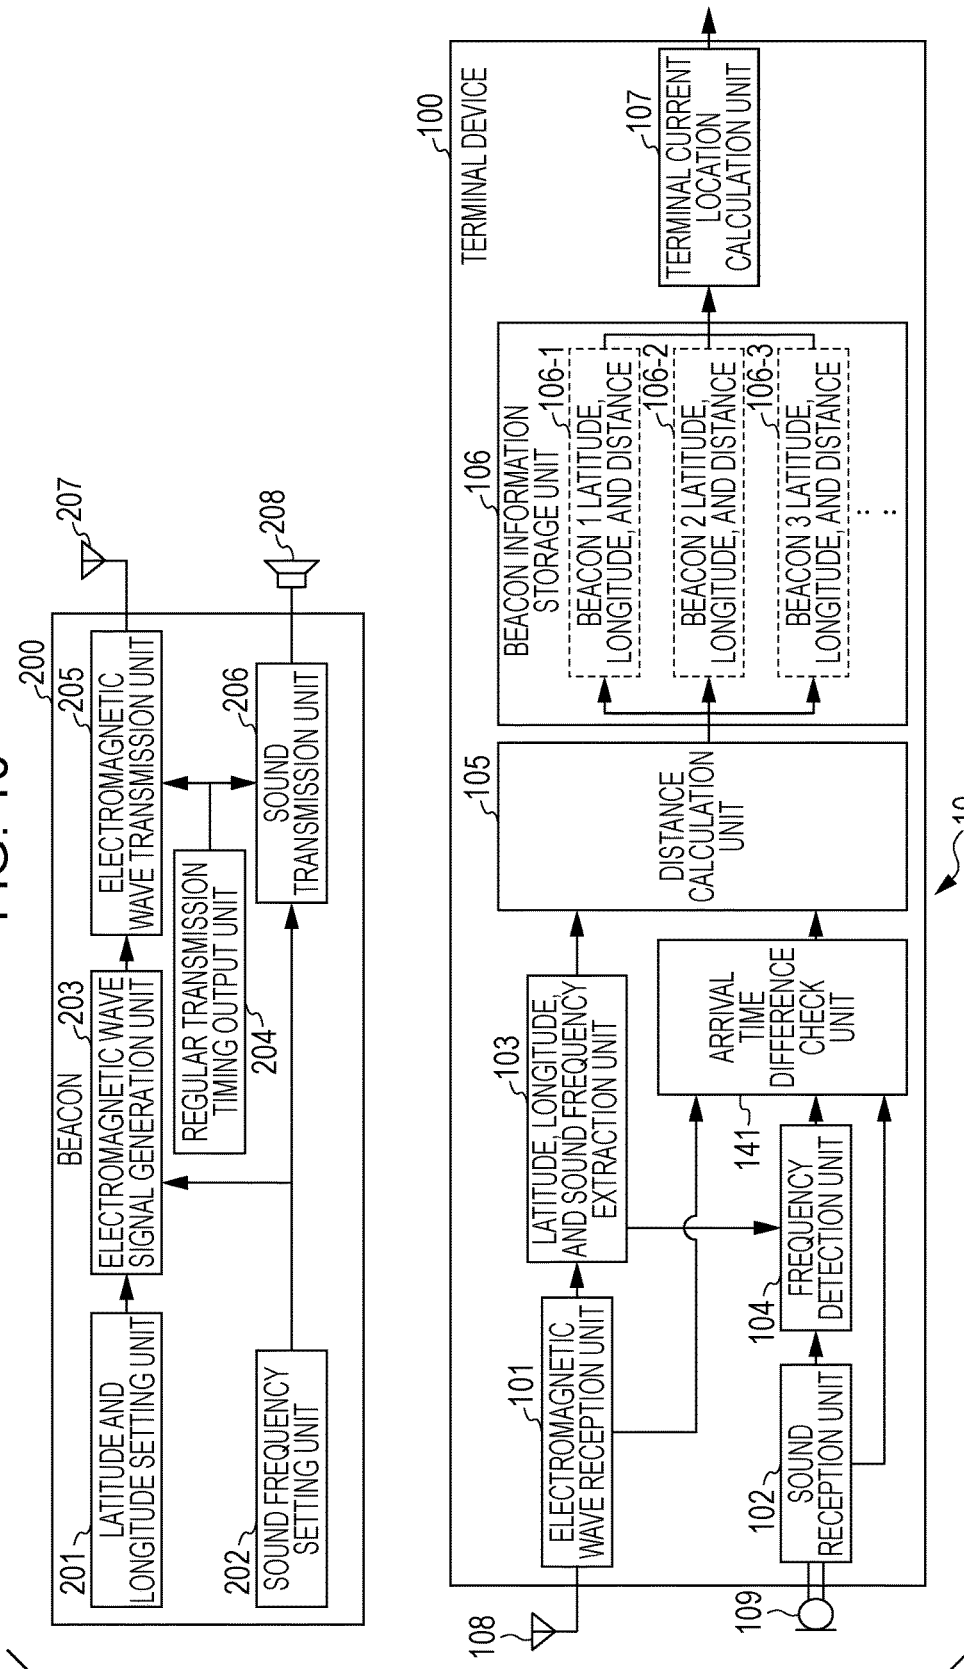 200
BEACON
201
LATITUDE AND
LONGITUDE SETTING UNIT
203
ELECTROMAGNETIC WAVE
SIGNAL GENERATION UNIT
205
ELECTROMAGNETIC
WAVE TRANSMISSION UNIT
207
REGULAR TRANSMISSION
TIMING OUTPUT UNIT
204
202
SOUND FREQUENCY
SETTING UNIT
206
SOUND
TRANSMISSION UNIT
208
100
TERMINAL DEVICE
108
101
ELECTROMAGNETIC
WAVE RECEPTION UNIT
103
LATITUDE, LONGITUDE,
AND SOUND FREQUENCY
EXTRACTION UNIT
109
102
SOUND
RECEPTION UNIT
104
FREQUENCY
DETECTION UNIT
141
ARRIVAL
TIME
DIFFERENCE
CHECK
UNIT
105
DISTANCE
CALCULATION
UNIT
106
BEACON INFORMATION
STORAGE UNIT
106-1
BEACON 1 LATITUDE,
LONGITUDE, AND DISTANCE
106-2
BEACON 2 LATITUDE,
LONGITUDE, AND DISTANCE
106-3
BEACON 3 LATITUDE,
LONGITUDE, AND DISTANCE
107
TERMINAL CURRENT
LOCATION
CALCULATION UNIT